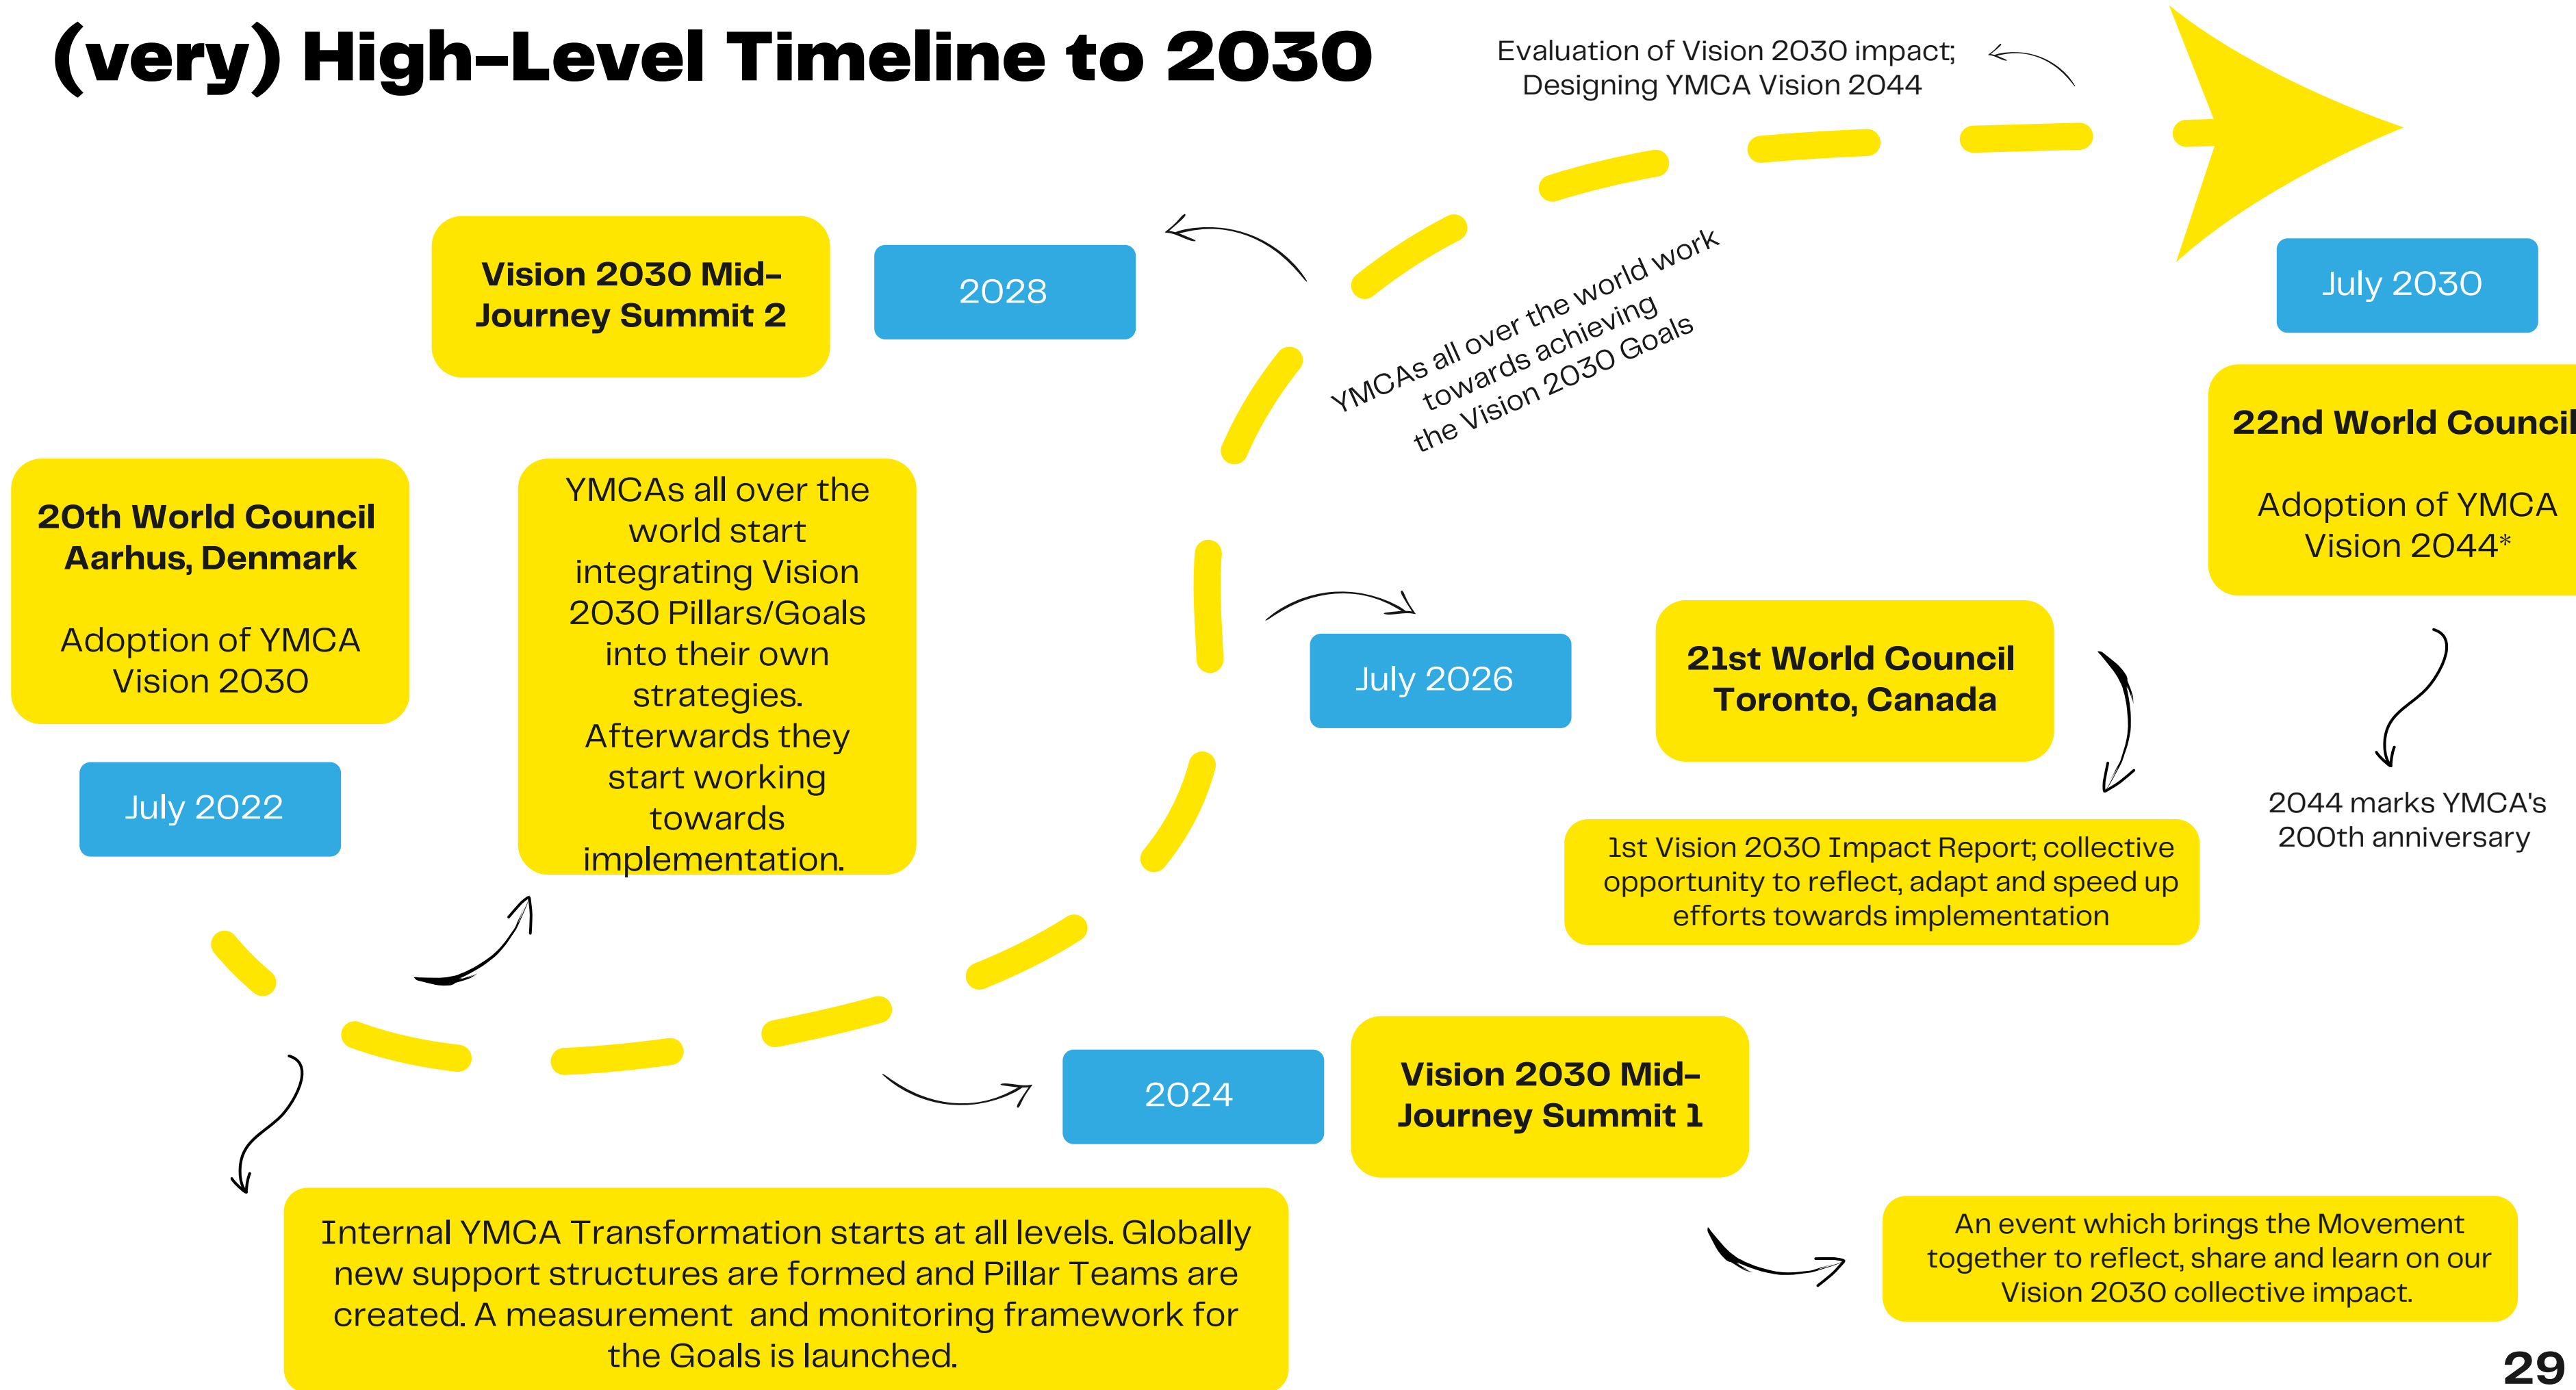 (very) High-Level Timeline to 2030
Evaluation of Vision 2030 impact;
Designing YMCA Vision 2044
Vision 2030 Mid-
Journey Summit 2
2028
YMCAs all over the world work
towards achieving
the Vision 2030 Goals
July 2030
22nd World Council
Adoption of YMCA
Vision 2044*
20th World Council
Aarhus, Denmark
Adoption of YMCA
Vision 2030
July 2022
YMCAs all over the
world start
integrating Vision
2030 Pillars/Goals
into their own
strategies.
Afterwards they
start working
towards
implementation.
July 2026
21st World Council
Toronto, Canada
2044 marks YMCA's
200th anniversary
1st Vision 2030 Impact Report; collective
opportunity to reflect, adapt and speed up
efforts towards implementation
2024
Vision 2030 Mid-
Journey Summit 1
Internal YMCA Transformation starts at all levels. Globally
new support structures are formed and Pillar Teams are
created. A measurement  and monitoring framework for
the Goals is launched.
An event which brings the Movement
together to reflect, share and learn on our
Vision 2030 collective impact.
29